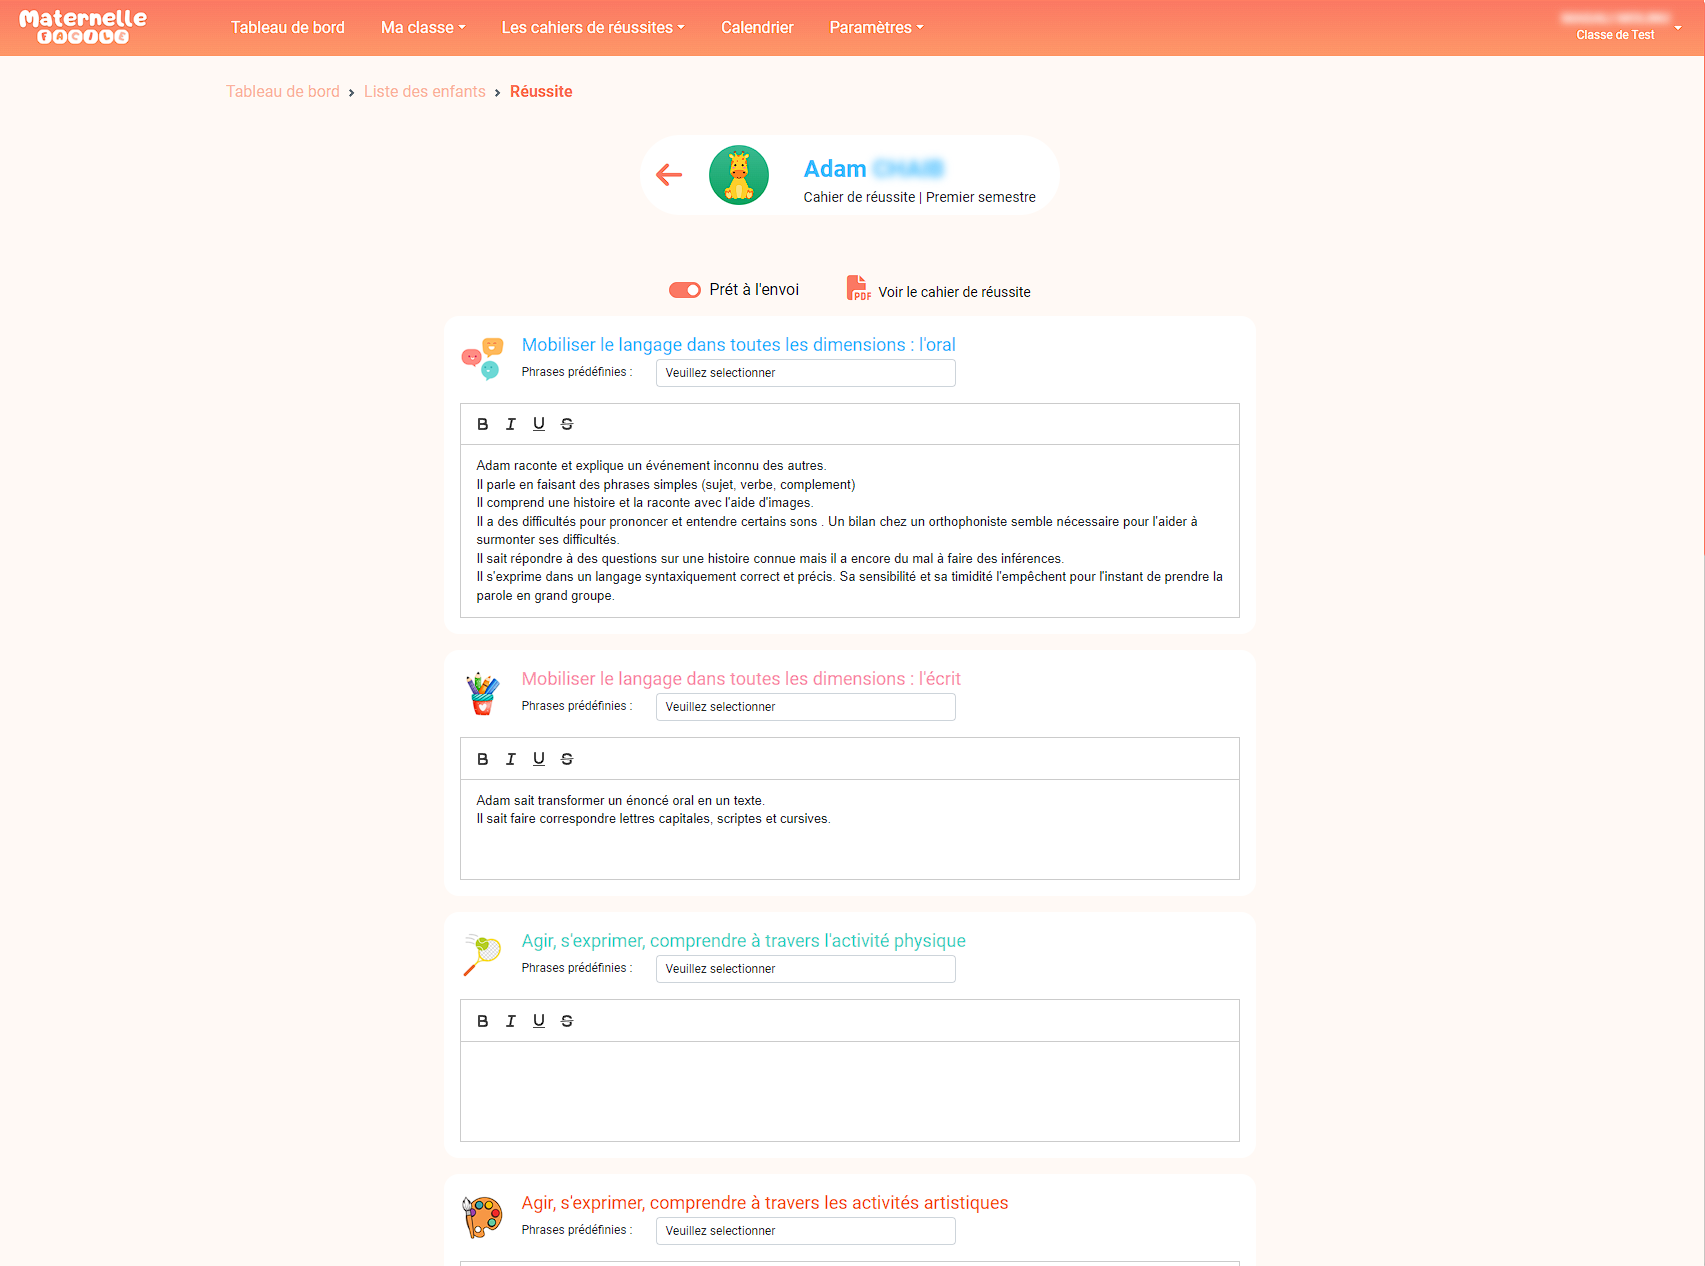 Maternelle
FACILE
Tableau de bord
Ma classe
Les cahiers de réussites
Calendrier
Paramètres
Classe de Test
Tableau de bord › Liste des enfants › Réussite
Adam
Cahier de réussite | Premier semestre
Prét à l'envoi
PDF
Voir le cahier de réussite
Mobiliser le langage dans toutes les dimensions : l'oral
Phrases prédéfinies :
Veuillez selectionner
B I U S
Adam raconte et explique un événement inconnu des autres.
Il parle en faisant des phrases simples (sujet, verbe, complement)
Il comprend une histoire et la raconte avec l'aide d'images.
Il a des difficultés pour prononcer et entendre certains sons . Un bilan chez un orthophoniste semble nécessaire pour l'aider à
surmonter ses difficultés.
Il sait répondre à des questions sur une histoire connue mais il a encore du mal à faire des inférences.
Il s'exprime dans un langage syntaxiquement correct et précis. Sa sensibilité et sa timidité l'empêchent pour l'instant de prendre la
parole en grand groupe.
Mobiliser le langage dans toutes les dimensions : l'écrit
Phrases prédéfinies :
Veuillez selectionner
B I U S
Adam sait transformer un énoncé oral en un texte.
Il sait faire correspondre lettres capitales, scriptes et cursives.
Agir, s'exprimer, comprendre à travers l'activité physique
Phrases prédéfinies :
Veuillez selectionner
B I U S
Agir, s'exprimer, comprendre à travers les activités artistiques
Phrases prédéfinies :
Veuillez selectionner